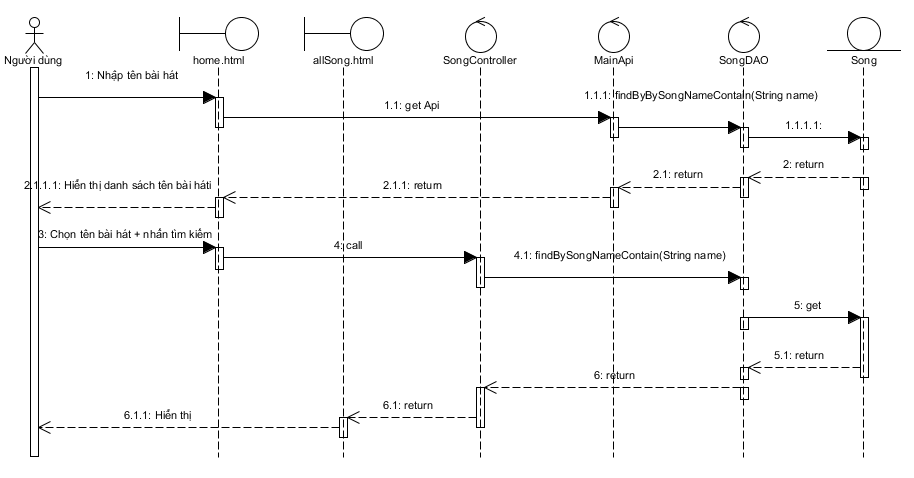 Người dùng
home.html
allSong.html
SongController
MainApi
SongDAO
Song
1: Nhập tên bài hát
1.1: get Api
1.1.1: findByBySongNameContain(String name)
1.1.1.1:
2: return
2.1: return
2.1.1: return
2.1.1.1: Hiển thị danh sách tên bài háti
3: Chọn tên bài hát + nhấn tìm kiếm
4: call
4.1: findBySongNameContain(String name)
5: get
5.1: return
6: return
6.1: return
6.1.1: Hiển thị